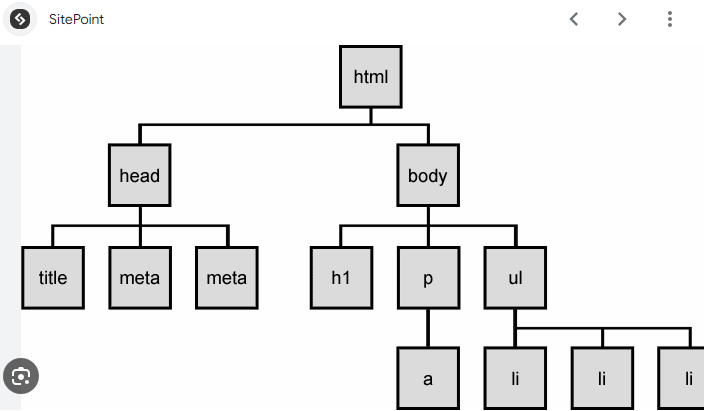 SitePoint
html
head
body
title
meta
meta
h1
p
ul
a
li
li
li